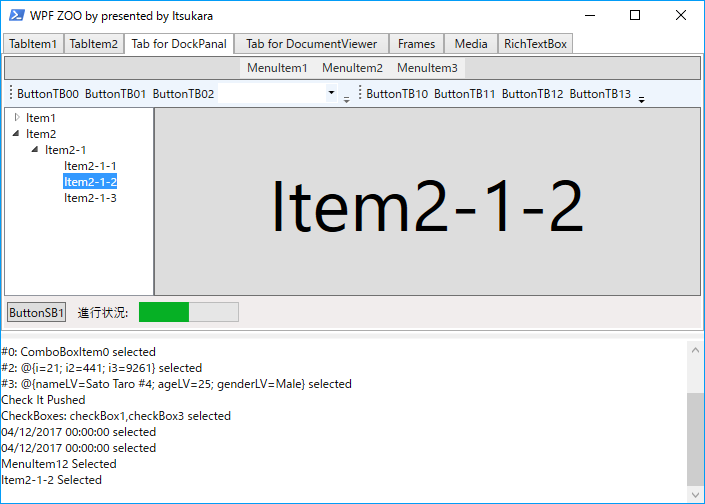 WPF ZOO by presented by Itsukara
TabItem1 TabItem2 Tab for DockPanel Tab for DocumentViewer Frames Media RichTextBox
MenuItem1 MenuItem2 MenuItem3
ButtonTB00 ButtonTB01 ButtonTB02 ButtonTB10 ButtonTB11 ButtonTB12 ButtonTB13
Item1
Item2
Item2-1
Item2-1-1
Item2-1-2
Item2-1-3
Item2-1-2
ButtonSB1 進行状況:
#0: ComboBoxItem0 selected
#2: @{i=21; i2=441; i3=9261} selected
#3: @{nameLV=Sato Taro #4; ageLV=25; genderLV=Male} selected
Check It Pushed
CheckBoxes: checkBox1,checkBox3 selected
04/12/2017 00:00:00 selected
04/12/2017 00:00:00 selected
MenuItem12 Selected
Item2-1-2 Selected